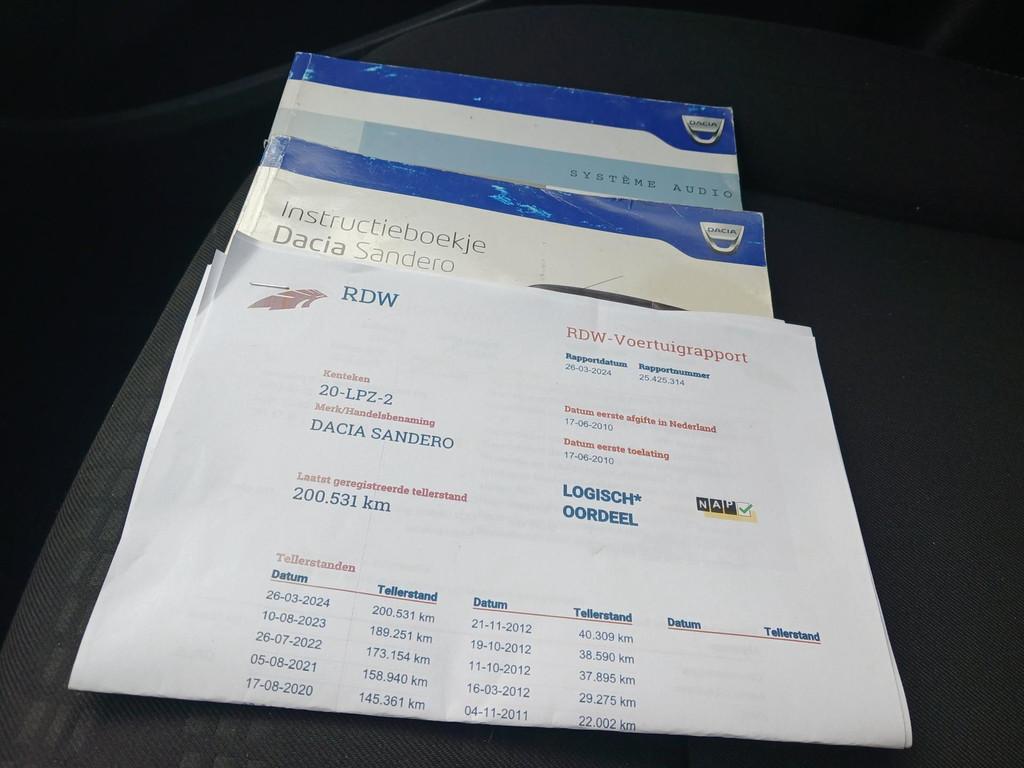 DACIA
SYSTÈME AUDIO
DACIA
Instructieboekje
Dacia Sandero
RDW
RDW-Voertuigrapport
Rapportdatum Rapportnummer
26-03-2024 25.425.314
Kenteken
20-LPZ-2
Merk/Handelsbenaming
DACIA SANDERO
Datum eerste afgifte in Nederland
17-06-2010
Datum eerste toelating
17-06-2010
Laatst geregistreerde tellerstand
200.531 km
LOGISCH*
OORDEEL
NAP
Tellerstanden
Datum Tellerstand
26-03-2024 200.531 km
10-08-2023 189.251 km
26-07-2022 173.154 km
05-08-2021 158.940 km
17-08-2020 145.361 km
Datum Tellerstand
21-11-2012 40.309 km
19-10-2012 38.590 km
11-10-2012 37.895 km
16-03-2012 29.275 km
04-11-2011 22.002 km
Datum Tellerstand